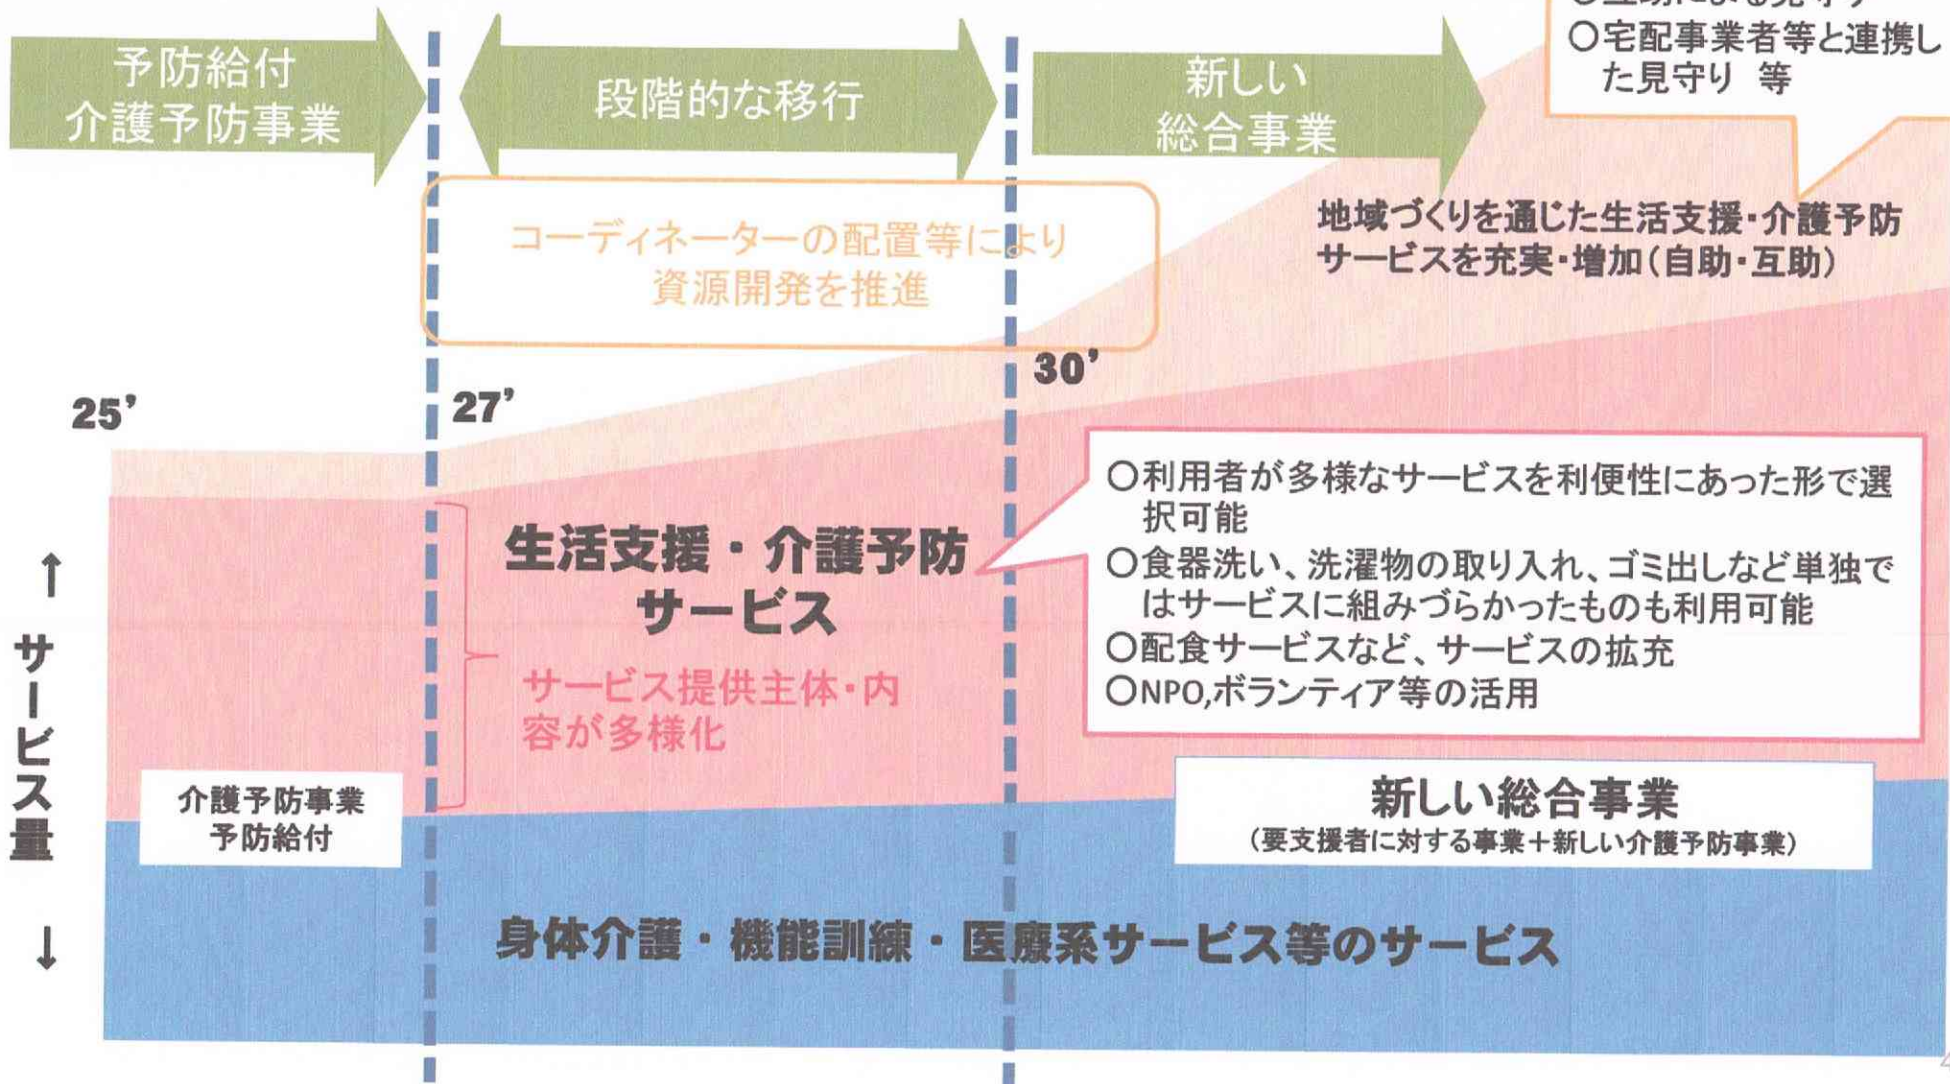 予防給付
介護予防事業
段階的な移行
新しい
総合事業
〇宅配事業者等と連携し
た見守り 等
コーディネーターの配置等により
資源開発を推進
地域づくりを通じた生活支援・介護予防
サービスを充実・増加(自助・互助)
25’
27’
30’
↑ サービス量 ↓
生活支援・介護予防
サービス
サービス提供主体・内
容が多様化
〇利用者が多様なサービスを利便性にあった形で選
択可能
〇食器洗い、洗濯物の取り入れ、ゴミ出しなど単独で
はサービスに組みづらかったものも利用可能
〇配食サービスなど、サービスの拡充
〇NPO,ボランティア等の活用
介護予防事業
予防給付
新しい総合事業
(要支援者に対する事業+新しい介護予防事業)
身体介護・機能訓練・医療系サービス等のサービス